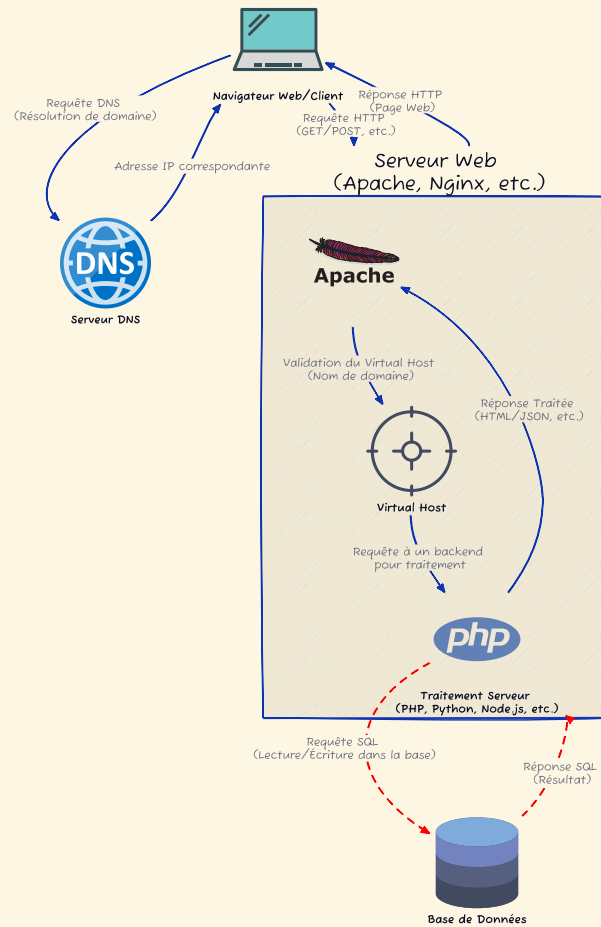 Navigateur Web/Client
Requête DNS
(Résolution de domaine)
Réponse HTTP
(Page Web)
Requête HTTP
(GET/POST, etc.)
Adresse IP correspondante
Serveur Web
(Apache, Nginx, etc.)
DNS
Serveur DNS
Apache
Validation du Virtual Host
(Nom de domaine)
Réponse Traitée
(HTML/JSON, etc.)
Virtual Host
Requête à un backend
pour traitement
php
Traitement Serveur
(PHP, Python, Node.js, etc.)
Requête SQL
(Lecture/Écriture dans la base)
Réponse SQL
(Résultat)
Base de Données